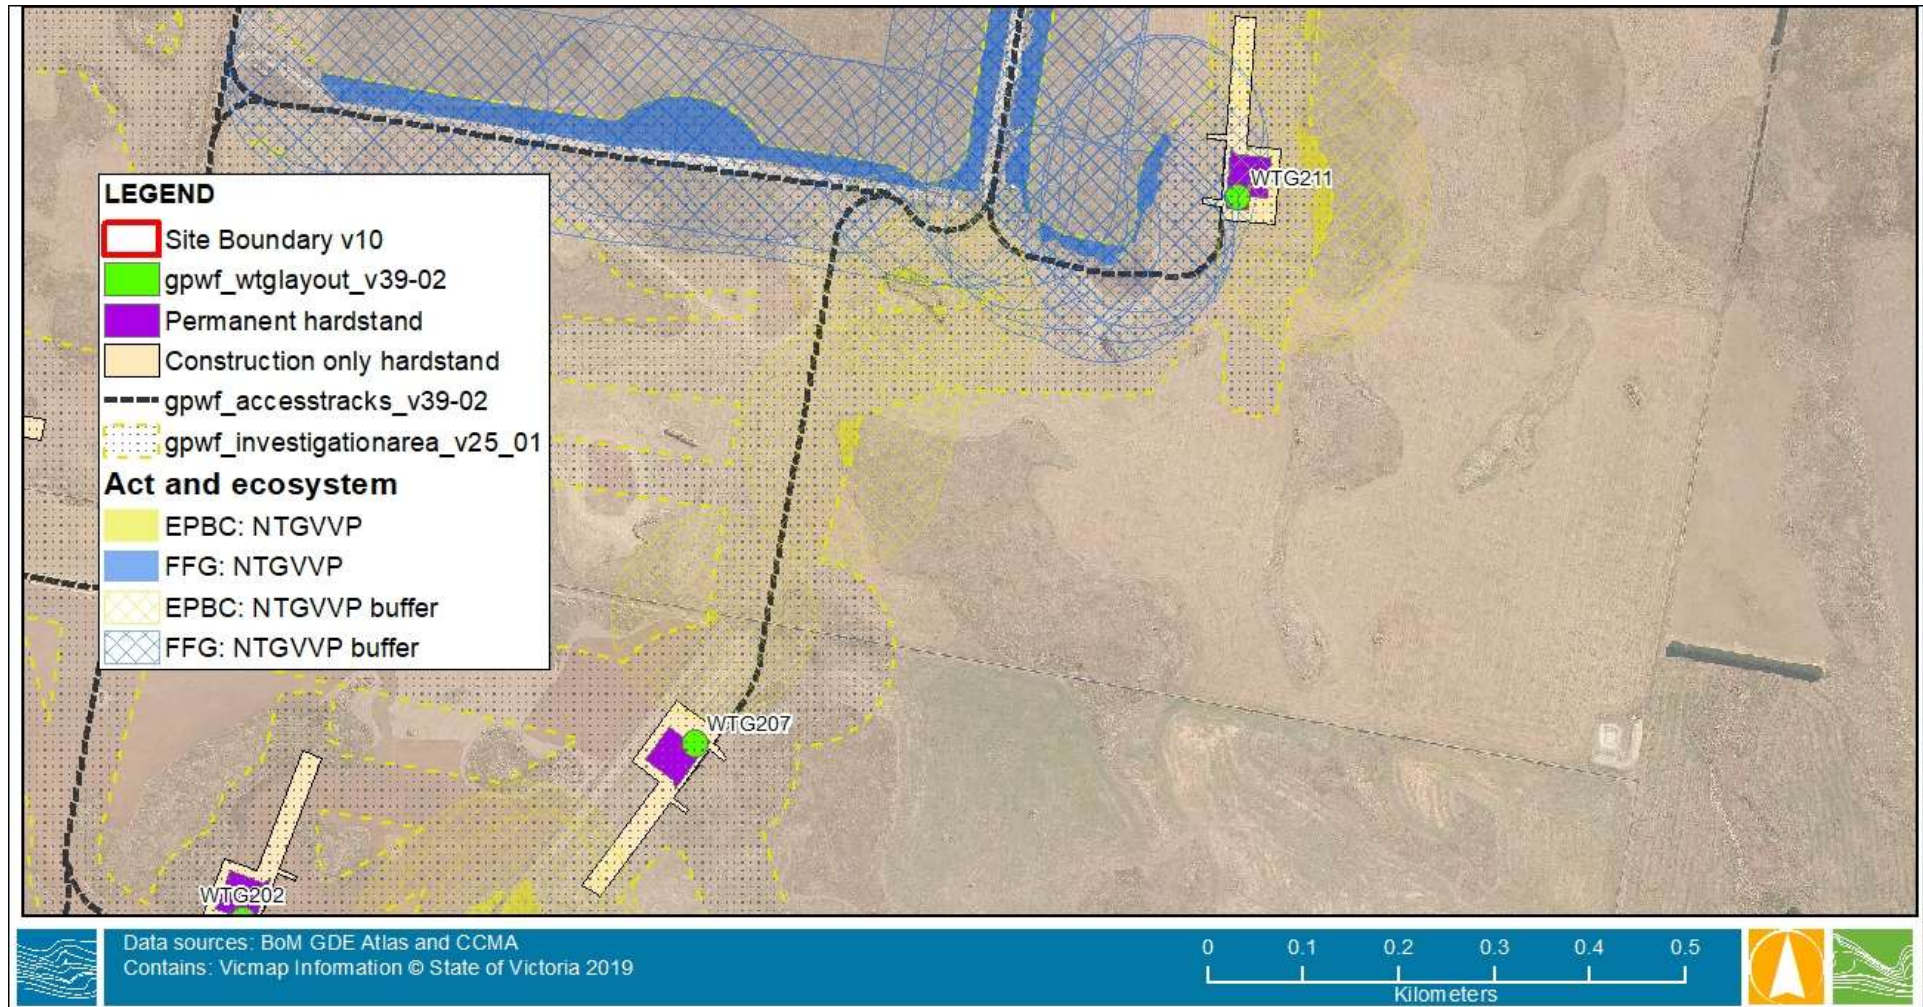 WTG211
LEGEND
Site Boundary v10
gpwf_wtglayout_v39-02
Permanent hardstand
Construction only hardstand
gpwf_accesstracks_v39-02
gpwf_investigationarea_v25_01
Act and ecosystem
EPBC: NTGVVP
FFG: NTGVVP
EPBC: NTGVVP buffer
FFG: NTGVVP buffer
WTG207
WTG202
Data sources: BoM GDE Atlas and CCMA
Contains: Vicmap Information © State of Victoria 2019
0 0.1 0.2 0.3 0.4 0.5
Kilometers